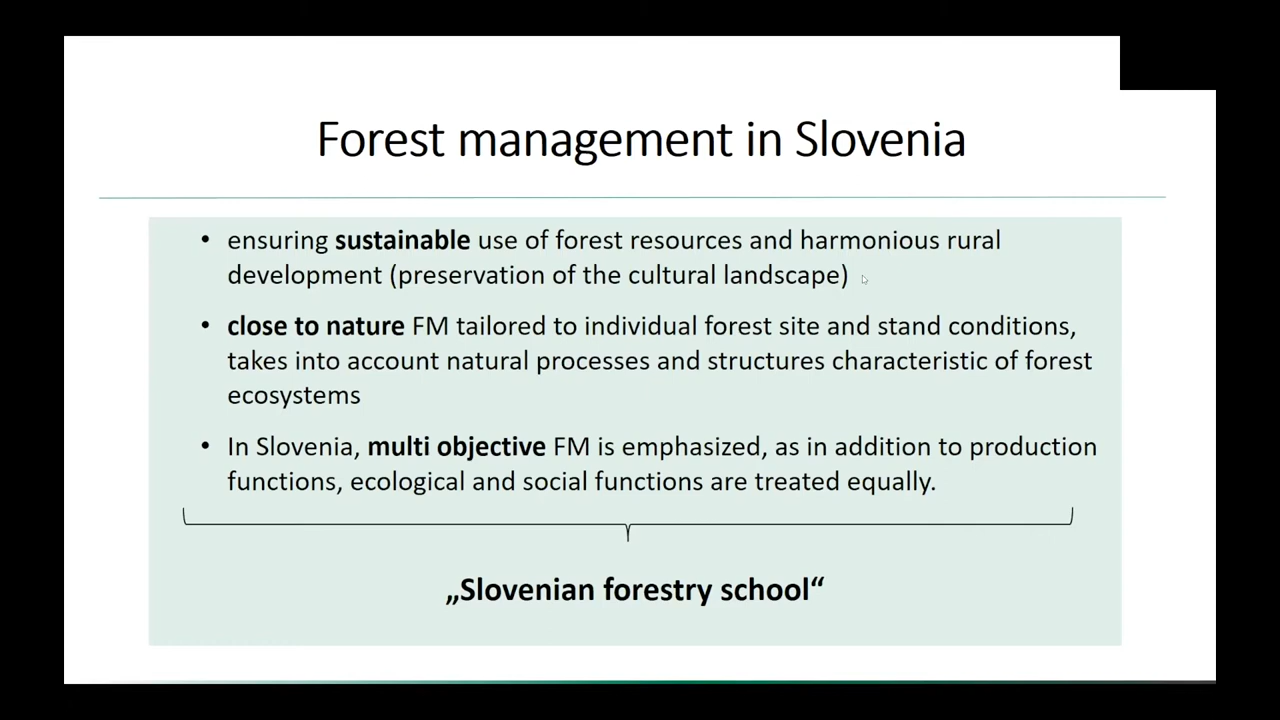 Forest management in Slovenia
• ensuring sustainable use of forest resources and harmonious rural
development (preservation of the cultural landscape)
• close to nature FM tailored to individual forest site and stand conditions,
takes into account natural processes and structures characteristic of forest
ecosystems
• In Slovenia, multi objective FM is emphasized, as in addition to production
functions, ecological and social functions are treated equally.
„Slovenian forestry school“